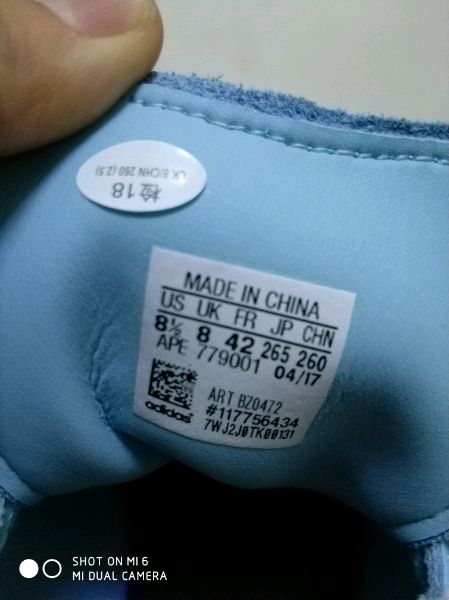 检18
UK 8/CHN 260 (2.5)
MADE IN CHINA
US UK FR JP CHN
8½ 8 42 265 260
APE 779001 04/17
ART BZ0472
#117756434
7WJ2J0TK00131
adidas
SHOT ON MI 6
MI DUAL CAMERA